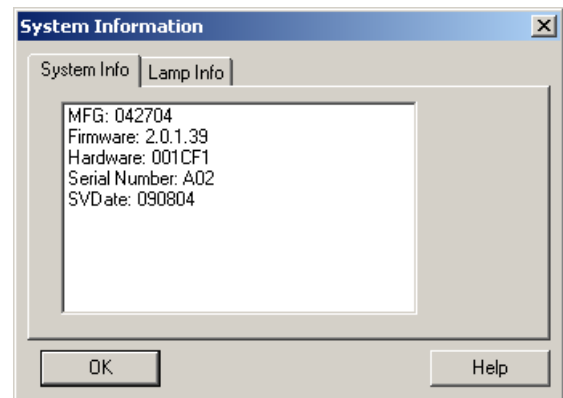 System Information
System Info
Lamp Info
MFG: 042704
Firmware: 2.0.1.39
Hardware: 001CF1
Serial Number: A02
SVDate: 090804
OK
Help